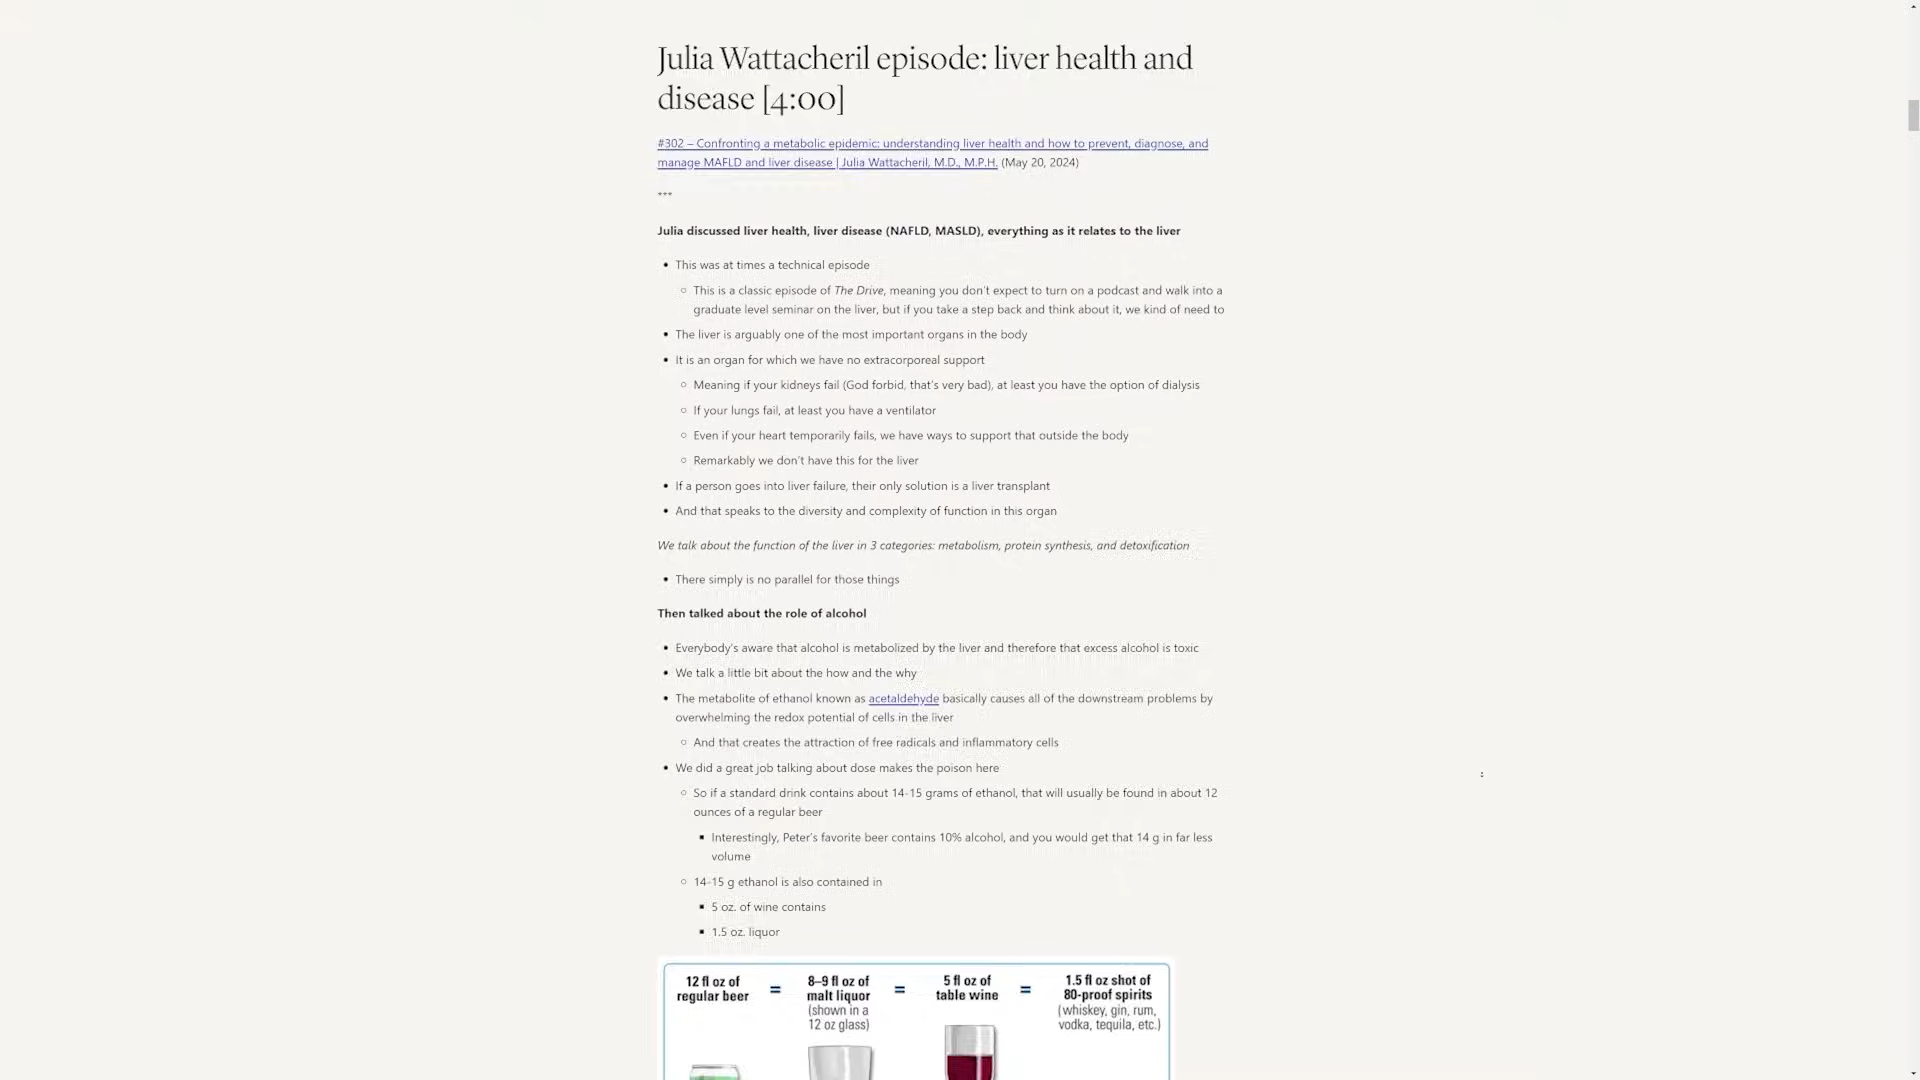 Julia Wattacheril episode: liver health and
disease [4:00]
#302 – Confronting a metabolic epidemic: understanding liver health and how to prevent, diagnose, and
manage MAFLD and liver disease | Julia Wattacheril, M.D., M.P.H. (May 20, 2024)
***
Julia discussed liver health, liver disease (NAFLD, MASLD), everything as it relates to the liver
• This was at times a technical episode
○ This is a classic episode of The Drive, meaning you don't expect to turn on a podcast and walk into a
graduate level seminar on the liver, but if you take a step back and think about it, we kind of need to
• The liver is arguably one of the most important organs in the body
• It is an organ for which we have no extracorporeal support
○ Meaning if your kidneys fail (God forbid, that's very bad), at least you have the option of dialysis
○ If your lungs fail, at least you have a ventilator
○ Even if your heart temporarily fails, we have ways to support that outside the body
○ Remarkably we don't have this for the liver
• If a person goes into liver failure, their only solution is a liver transplant
• And that speaks to the diversity and complexity of function in this organ
We talk about the function of the liver in 3 categories: metabolism, protein synthesis, and detoxification
• There simply is no parallel for those things
Then talked about the role of alcohol
• Everybody's aware that alcohol is metabolized by the liver and therefore that excess alcohol is toxic
• We talk a little bit about the how and the why
• The metabolite of ethanol known as acetaldehyde basically causes all of the downstream problems by
overwhelming the redox potential of cells in the liver
○ And that creates the attraction of free radicals and inflammatory cells
• We did a great job talking about dose makes the poison here
○ So if a standard drink contains about 14-15 grams of ethanol, that will usually be found in about 12
ounces of a regular beer
▪ Interestingly, Peter's favorite beer contains 10% alcohol, and you would get that 14 g in far less
volume
○ 14-15 g ethanol is also contained in
▪ 5 oz. of wine contains
▪ 1.5 oz. liquor
12 fl oz of
regular beer
=
8–9 fl oz of
malt liquor
(shown in a
12 oz glass)
=
5 fl oz of
table wine
=
1.5 fl oz shot of
80-proof spirits
(whiskey, gin, rum,
vodka, tequila, etc.)